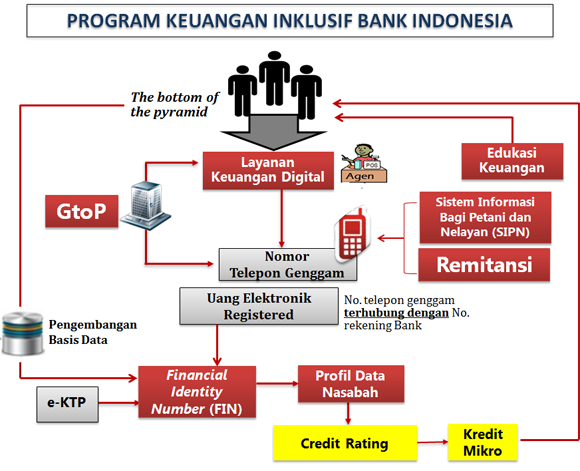 PROGRAM KEUANGAN INKLUSIF BANK INDONESIA
The bottom of
the pyramid
Layanan
Keuangan Digital
POS
Agen
Edukasi
Keuangan
GtoP
Sistem Informasi
Bagi Petani dan
Nelayan (SIPN)
Remitansi
Nomor
Telepon Genggam
Uang Elektronik
Registered
No. telepon genggam
terhubung dengan No.
rekening Bank
Pengembangan
Basis Data
Financial
Identity
Number (FIN)
Profil Data
Nasabah
e-KTP
Credit Rating
Kredit
Mikro